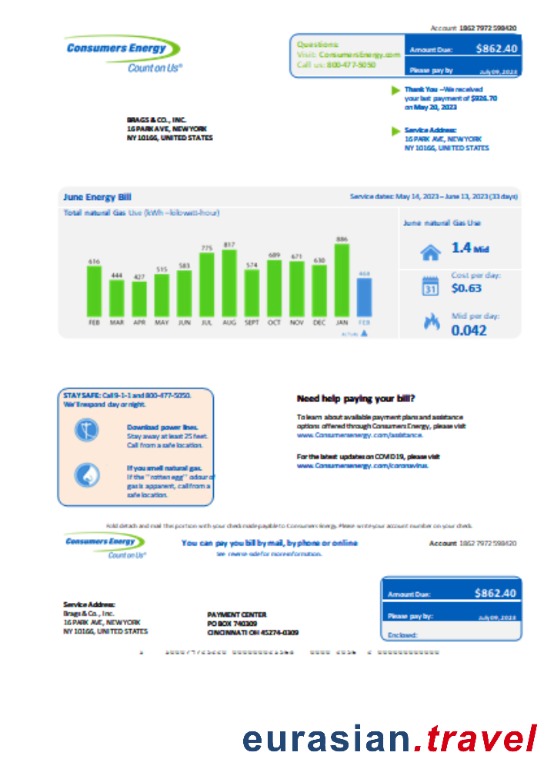 Account 1862 7972 598420
Consumers Energy
Count on Us®
Questions:
Visit: ConsumersEnergy.com
Call us: 800-477-5050
Amount Due: $862.40
Please pay by July 09, 2023
Thank You –We received
your last payment of $926.70
on May 20, 2023
BRAGS & CO., INC.
16 PARK AVE, NEW YORK
NY 10166, UNITED STATES
Service Address:
16 PARK AVE, NEW YORK
NY 10166, UNITED STATES
June Energy Bill
Service dates: May 14, 2023 – June 13, 2023 (33 days)
Total natural Gas Use (kWh –kilowatt-hour)
June natural Gas Use
616 444 427 515 583 775 817 574 689 671 630 886
FEB MAR APR MAY JUN JUL AUG SEPT OCT NOV DEC JAN FEB
1.4 Mid
31
Cost per day:
$0.63
Mid per day:
0.042
STAY SAFE: Call 9-1-1 and 800-477-5050.
We'll respond day or night.
Download power lines.
Stay away at least 25 feet.
Call from a safe location.
If you smell natural gas.
If the "rotten egg" odour of
gas is apparent, call from a
safe location.
Need help paying your bill?
To learn about available payment plans and assistance
options offered through Consumers Energy, please visit
www.Consumersenergy.com/assistance.
For the latest updates on COVID19, please visit
www.Consumersenergy.com/coronavirus.
Fold details and mail this portion with your check made payable to Consumers Energy. Please write your account number on your check.
Consumers Energy
Count on Us®
You can pay you bill by mail, by phone or online
See reverse side for more information.
Account 1862 7972 598420
Amount Due: $862.40
Please pay by: July 09, 2023
Enclosed:
Service Address:
Brags & Co., Inc.
16 PARK AVE, NEW YORK
NY 10166, UNITED STATES
PAYMENT CENTER
PO BOX 740309
CINCINNATI OH 45274-0309
eurasian.travel